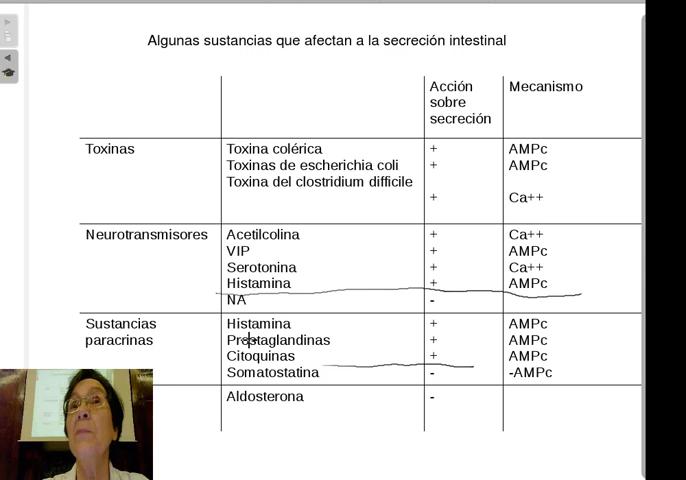 Algunas sustancias que afectan a la secreción intestinal
Acción sobre secreción Mecanismo
Toxinas Toxina colérica + AMPc
Toxinas de escherichia coli + AMPc
Toxina del clostridium difficile
+ Ca++
Neurotransmisores Acetilcolina + Ca++
VIP + AMPc
Serotonina + Ca++
Histamina + AMPc
NA -
Sustancias Histamina + AMPc
paracrinas Prostaglandinas + AMPc
Citoquinas + AMPc
Somatostatina - -AMPc
Aldosterona -